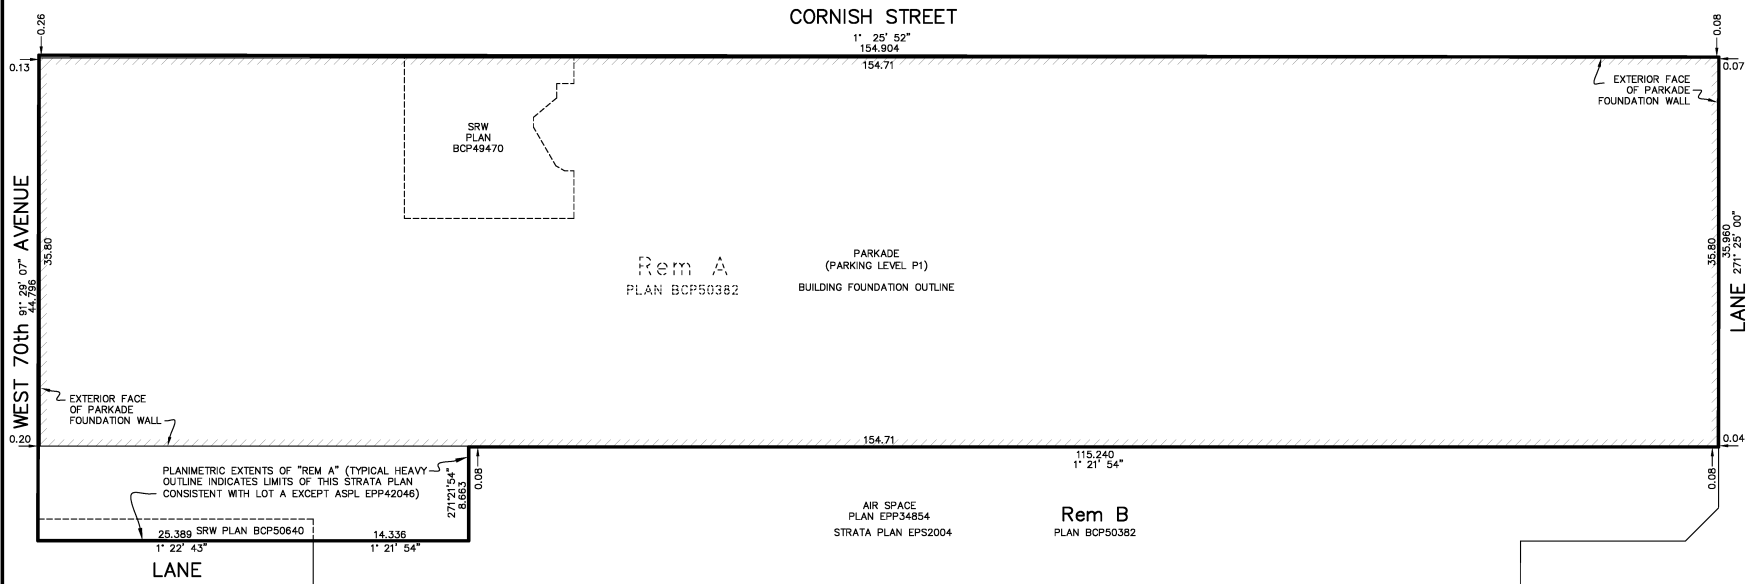 CORNISH STREET
1° 25' 52"
154.904
154.71
0.26
0.13
0.08
0.07
EXTERIOR FACE
OF PARKADE
FOUNDATION WALL
SRW
PLAN
BCP49470
WEST 70th AVENUE
91° 29' 07"
44.796
35.80
Rem A
PLAN BCP50382
PARKADE
(PARKING LEVEL P1)
BUILDING FOUNDATION OUTLINE
35.80
35.960
271° 25' 00"
LANE
EXTERIOR FACE
OF PARKADE
FOUNDATION WALL
0.20
154.71
0.04
115.240
1° 21' 54"
PLANIMETRIC EXTENTS OF "REM A" (TYPICAL HEAVY
OUTLINE INDICATES LIMITS OF THIS STRATA PLAN
CONSISTENT WITH LOT A EXCEPT ASPL EPP42046)
271°21'54"
8.663
0.08
0.08
AIR SPACE
PLAN EPP34854
STRATA PLAN EPS2004
Rem B
PLAN BCP50382
25.389 SRW PLAN BCP50640
14.336
1° 22' 43"
1° 21' 54"
LANE